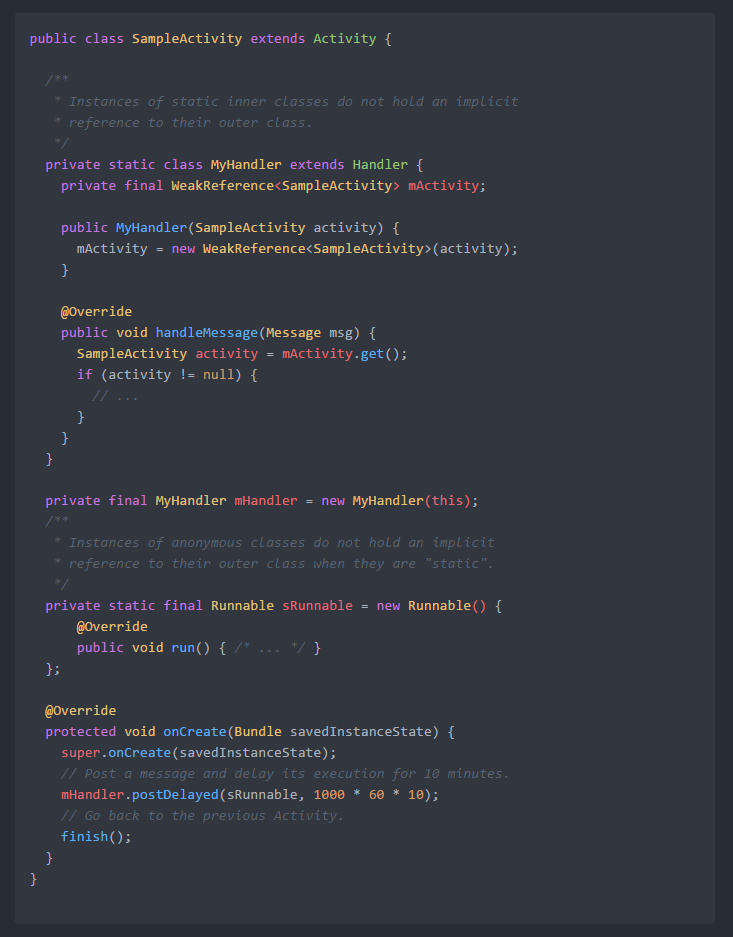 public class SampleActivity extends Activity {
/**
* Instances of static inner classes do not hold an implicit
* reference to their outer class.
*/
private static class MyHandler extends Handler {
private final WeakReference<SampleActivity> mActivity;
public MyHandler(SampleActivity activity) {
mActivity = new WeakReference<SampleActivity>(activity);
}
@Override
public void handleMessage(Message msg) {
SampleActivity activity = mActivity.get();
if (activity != null) {
// ...
}
}
}
private final MyHandler mHandler = new MyHandler(this);
/**
* Instances of anonymous classes do not hold an implicit
* reference to their outer class when they are "static".
*/
private static final Runnable sRunnable = new Runnable() {
@Override
public void run() { /* ... */ }
};
@Override
protected void onCreate(Bundle savedInstanceState) {
super.onCreate(savedInstanceState);
// Post a message and delay its execution for 10 minutes.
mHandler.postDelayed(sRunnable, 1000 * 60 * 10);
// Go back to the previous Activity.
finish();
}
}